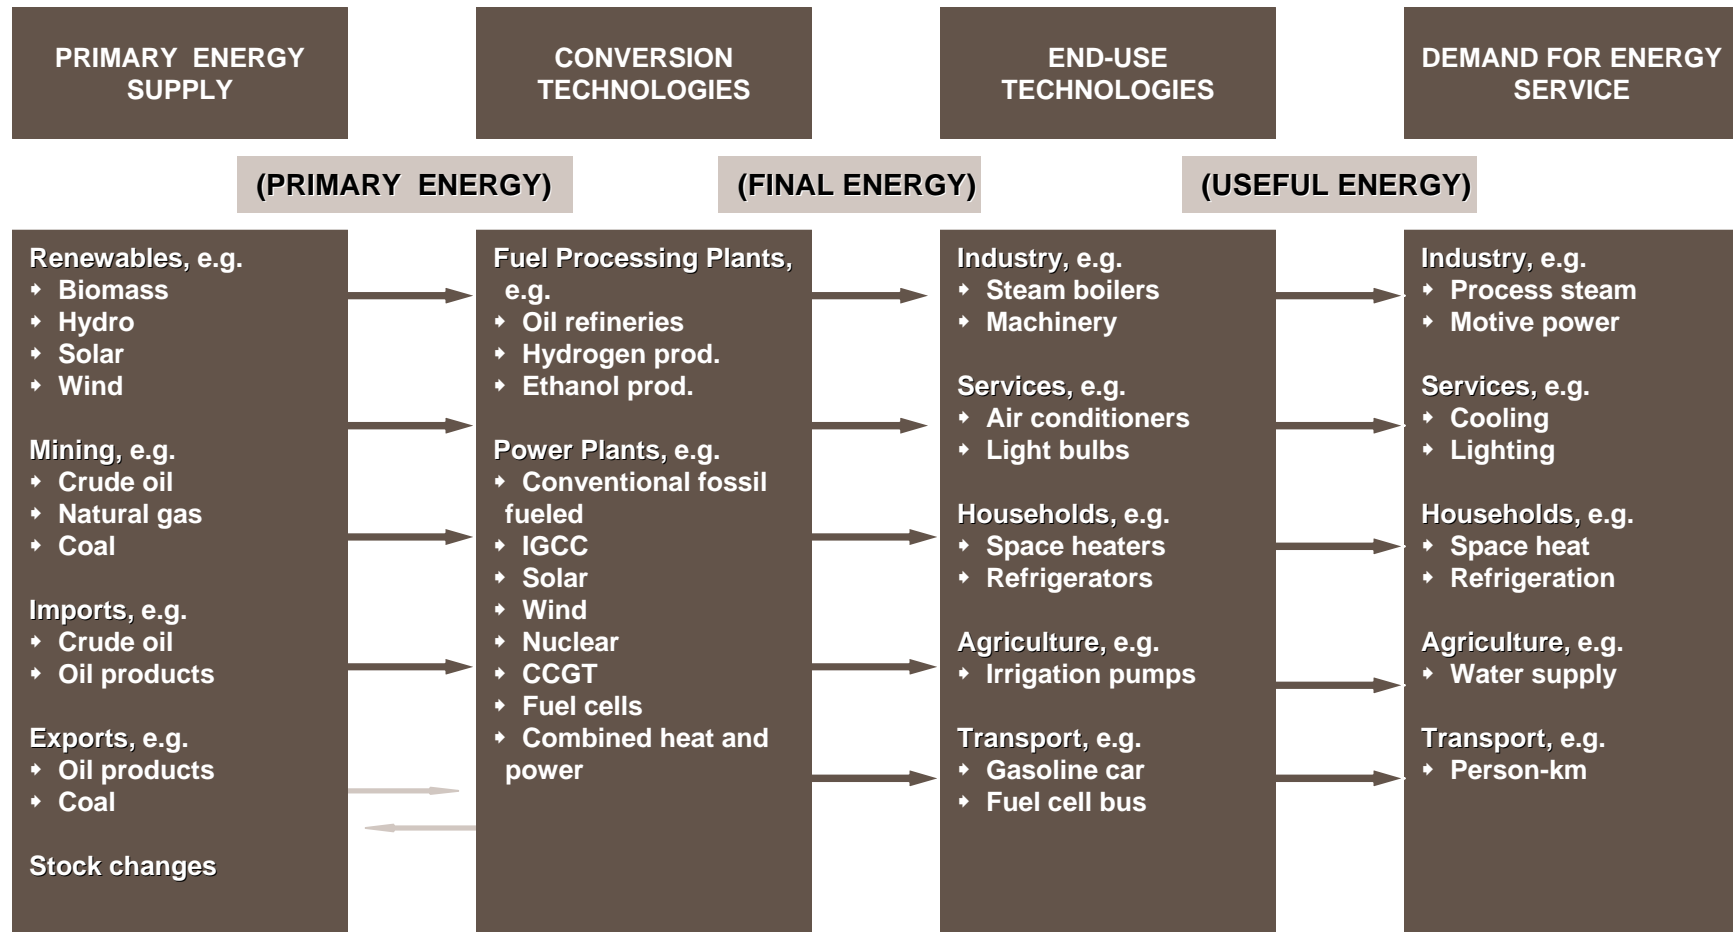 PRIMARY ENERGY
SUPPLY
CONVERSION
TECHNOLOGIES
END-USE
TECHNOLOGIES
DEMAND FOR ENERGY
SERVICE
(PRIMARY ENERGY)
(FINAL ENERGY)
(USEFUL ENERGY)
Renewables, e.g.
Biomass
Hydro
Solar
Wind
Mining, e.g.
Crude oil
Natural gas
Coal
Imports, e.g.
Crude oil
Oil products
Exports, e.g.
Oil products
Coal
Stock changes
Fuel Processing Plants,
e.g.
Oil refineries
Hydrogen prod.
Ethanol prod.
Power Plants, e.g.
Conventional fossil
fueled
IGCC
Solar
Wind
Nuclear
CCGT
Fuel cells
Combined heat and
power
Industry, e.g.
Steam boilers
Machinery
Services, e.g.
Air conditioners
Light bulbs
Households, e.g.
Space heaters
Refrigerators
Agriculture, e.g.
Irrigation pumps
Transport, e.g.
Gasoline car
Fuel cell bus
Industry, e.g.
Process steam
Motive power
Services, e.g.
Cooling
Lighting
Households, e.g.
Space heat
Refrigeration
Agriculture, e.g.
Water supply
Transport, e.g.
Person-km